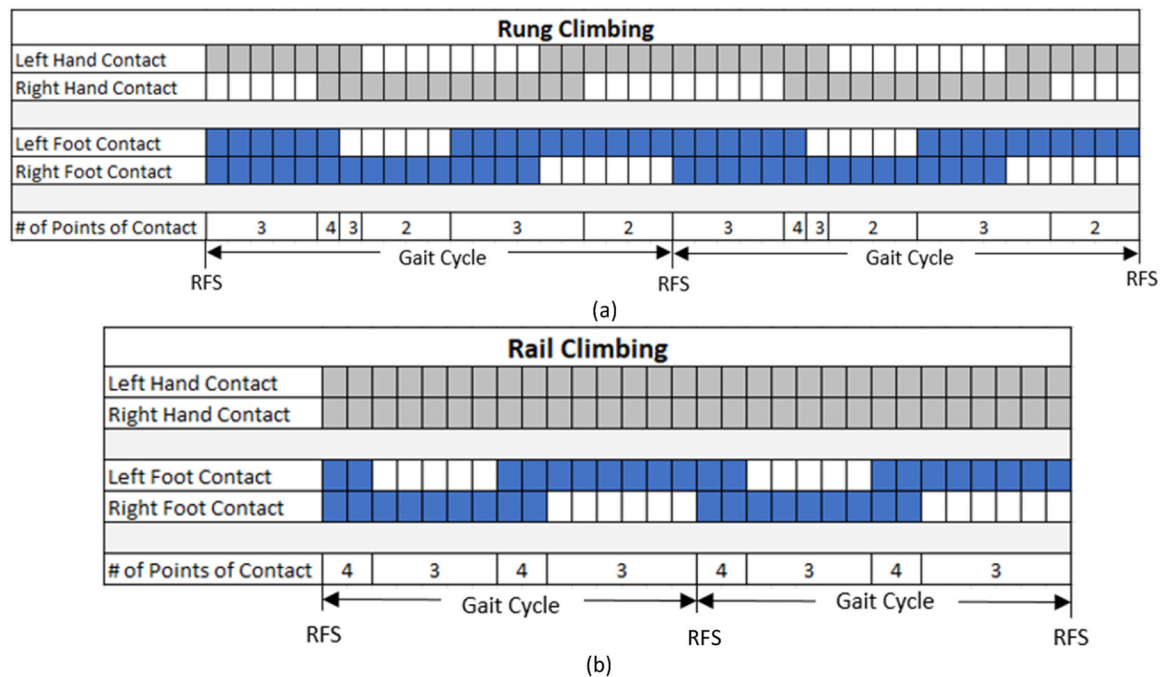 Rung Climbing
Left Hand Contact
Right Hand Contact
Left Foot Contact
Right Foot Contact
# of Points of Contact 3 4 3 2 3 2 3 4 3 2 3 2
Gait Cycle Gait Cycle
RFS RFS RFS
(a)
Rail Climbing
Left Hand Contact
Right Hand Contact
Left Foot Contact
Right Foot Contact
# of Points of Contact 4 3 4 3 4 3 4 3
Gait Cycle Gait Cycle
RFS RFS RFS
(b)